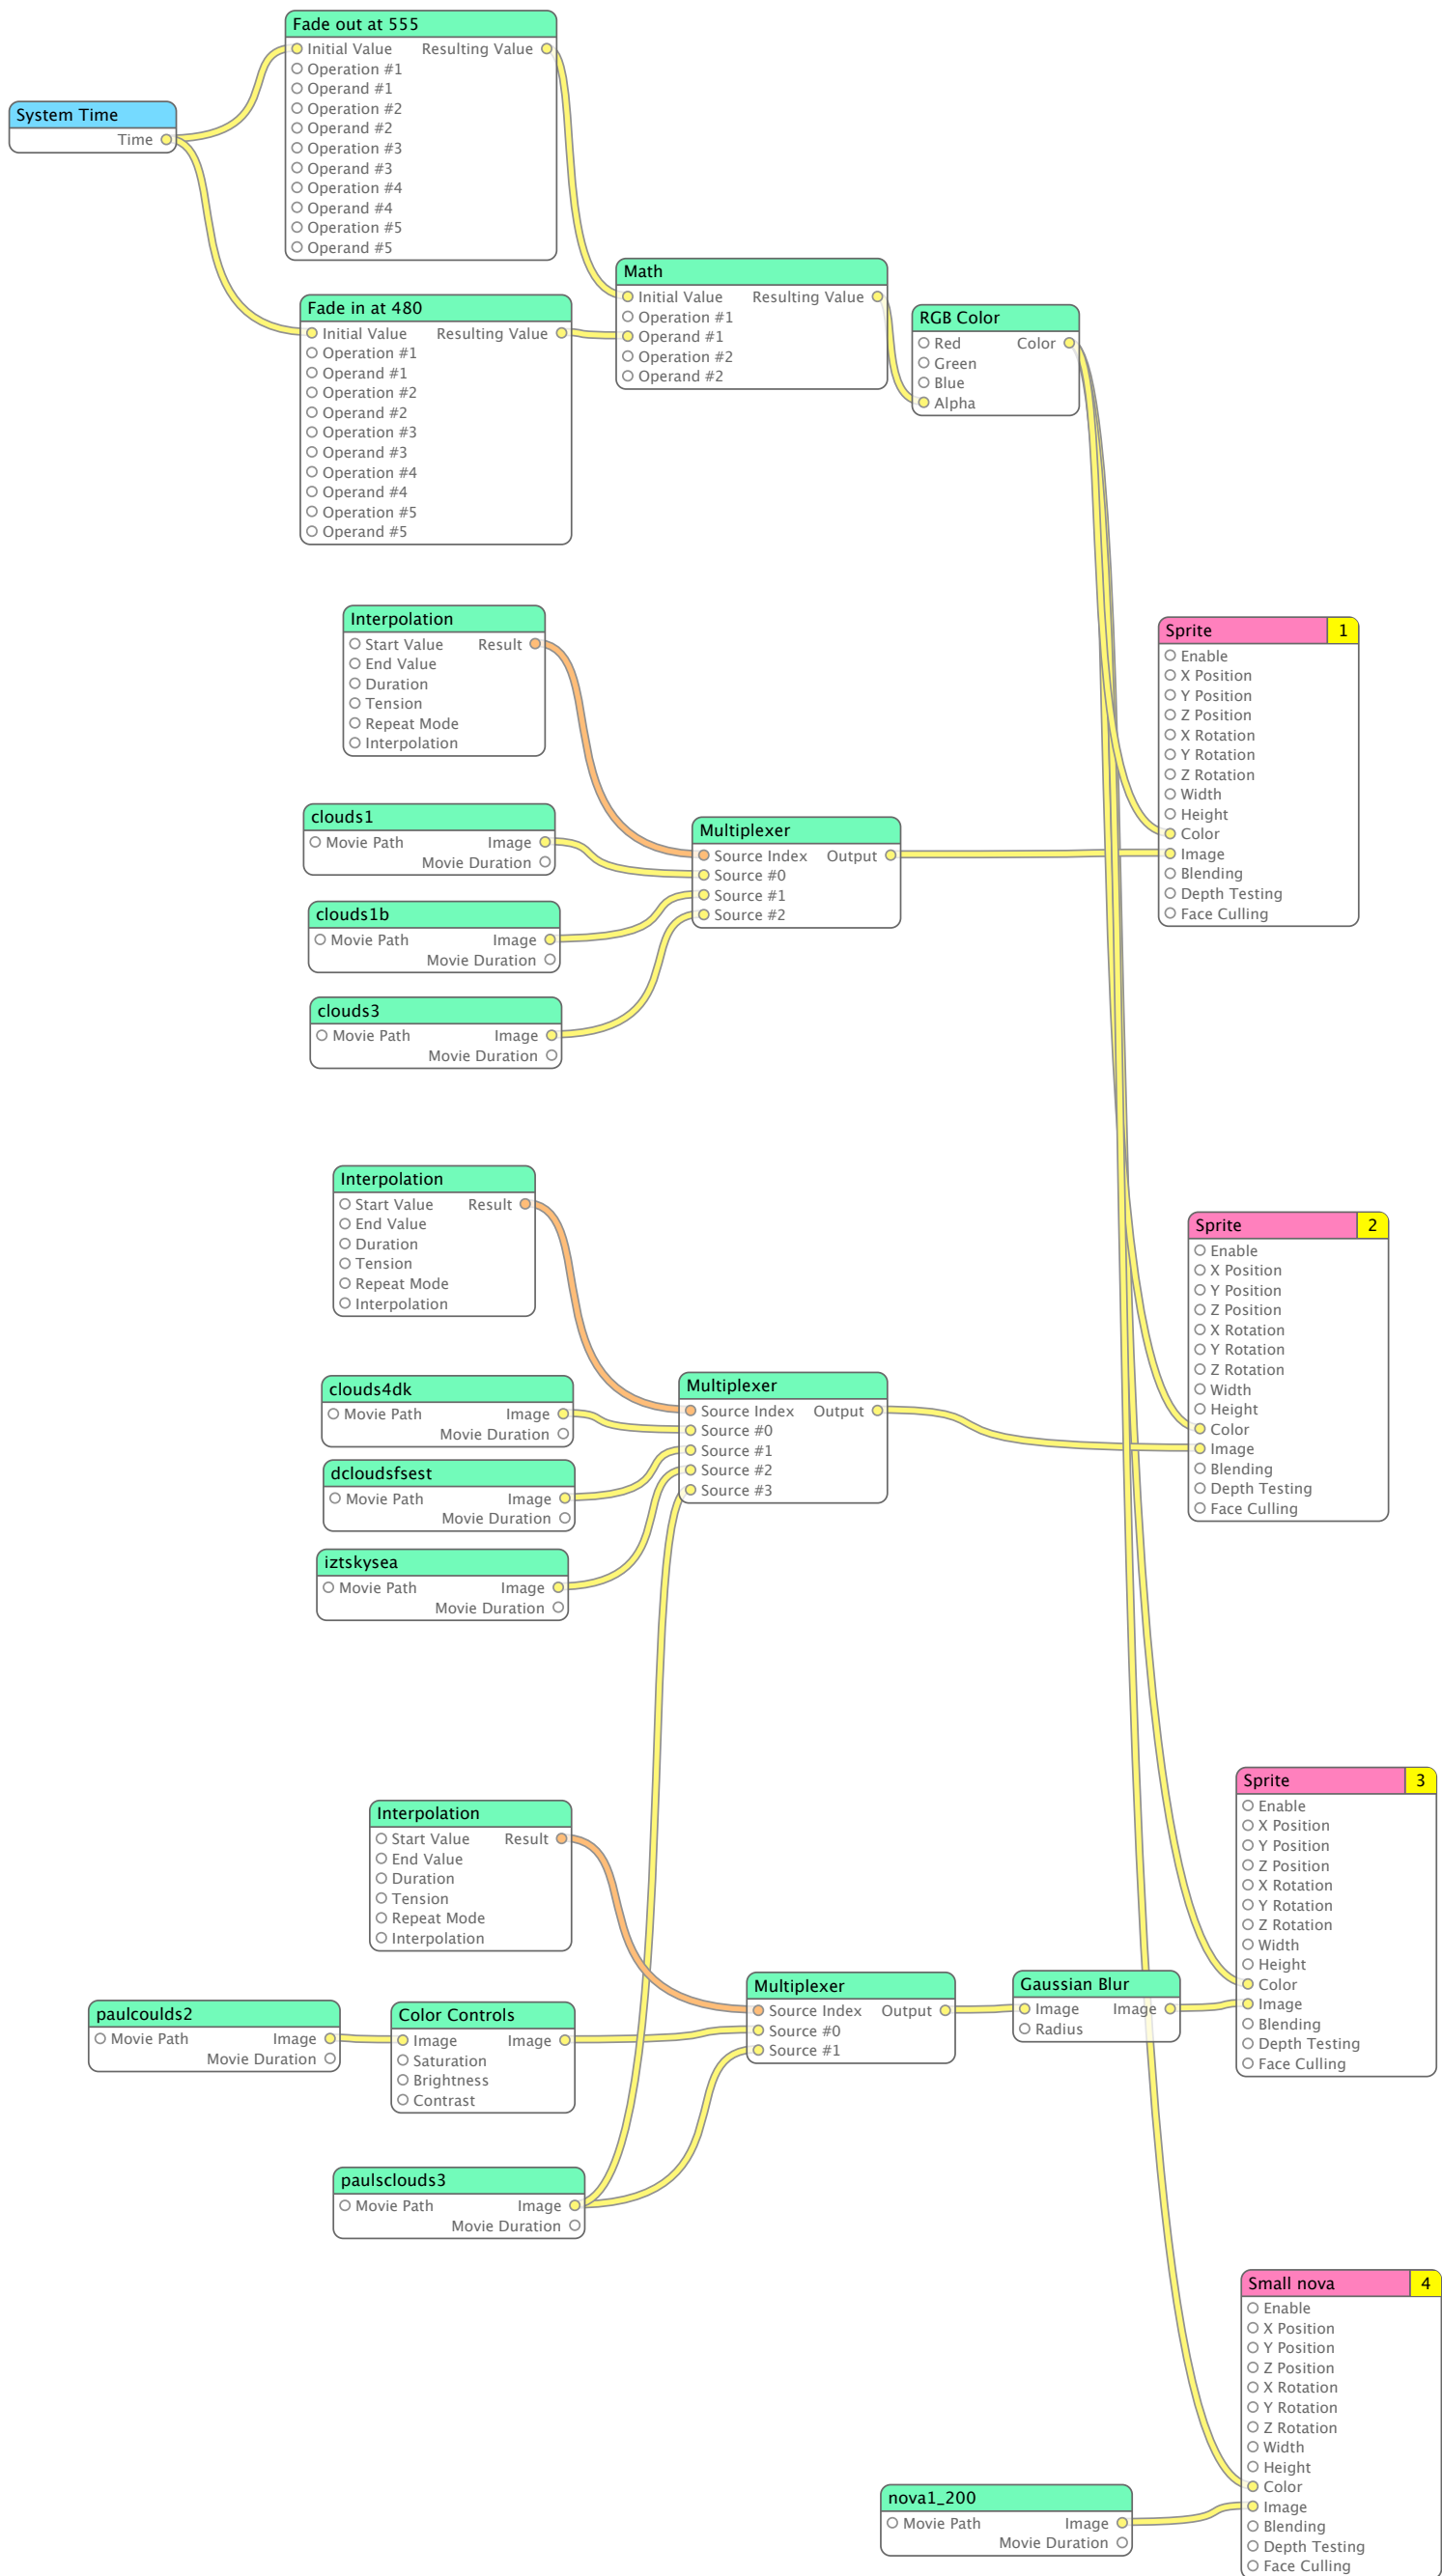 Fade out at 555
Initial Value Resulting Value
Operation #1
Operand #1
Operation #2
Operand #2
Operation #3
Operand #3
Operation #4
Operand #4
Operation #5
Operand #5
System Time
Time
Fade in at 480
Initial Value Resulting Value
Operation #1
Operand #1
Operation #2
Operand #2
Operation #3
Operand #3
Operation #4
Operand #4
Operation #5
Operand #5
Math
Initial Value Resulting Value
Operation #1
Operand #1
Operation #2
Operand #2
RGB Color
Red Color
Green
Blue
Alpha
Interpolation
Start Value Result
End Value
Duration
Tension
Repeat Mode
Interpolation
clouds1
Movie Path Image
Movie Duration
clouds1b
Movie Path Image
Movie Duration
clouds3
Movie Path Image
Movie Duration
Multiplexer
Source Index Output
Source #0
Source #1
Source #2
Sprite 1
Enable
X Position
Y Position
Z Position
X Rotation
Y Rotation
Z Rotation
Width
Height
Color
Image
Blending
Depth Testing
Face Culling
Interpolation
Start Value Result
End Value
Duration
Tension
Repeat Mode
Interpolation
clouds4dk
Movie Path Image
Movie Duration
dcloudsfsest
Movie Path Image
Movie Duration
iztskysea
Movie Path Image
Movie Duration
Multiplexer
Source Index Output
Source #0
Source #1
Source #2
Source #3
Sprite 2
Enable
X Position
Y Position
Z Position
X Rotation
Y Rotation
Z Rotation
Width
Height
Color
Image
Blending
Depth Testing
Face Culling
Interpolation
Start Value Result
End Value
Duration
Tension
Repeat Mode
Interpolation
paulcoulds2
Movie Path Image
Movie Duration
Color Controls
Image Image
Saturation
Brightness
Contrast
paulsclouds3
Movie Path Image
Movie Duration
Multiplexer
Source Index Output
Source #0
Source #1
Gaussian Blur
Image Image
Radius
Sprite 3
Enable
X Position
Y Position
Z Position
X Rotation
Y Rotation
Z Rotation
Width
Height
Color
Image
Blending
Depth Testing
Face Culling
Small nova 4
Enable
X Position
Y Position
Z Position
X Rotation
Y Rotation
Z Rotation
Width
Height
Color
Image
Blending
Depth Testing
Face Culling
nova1_200
Movie Path Image
Movie Duration